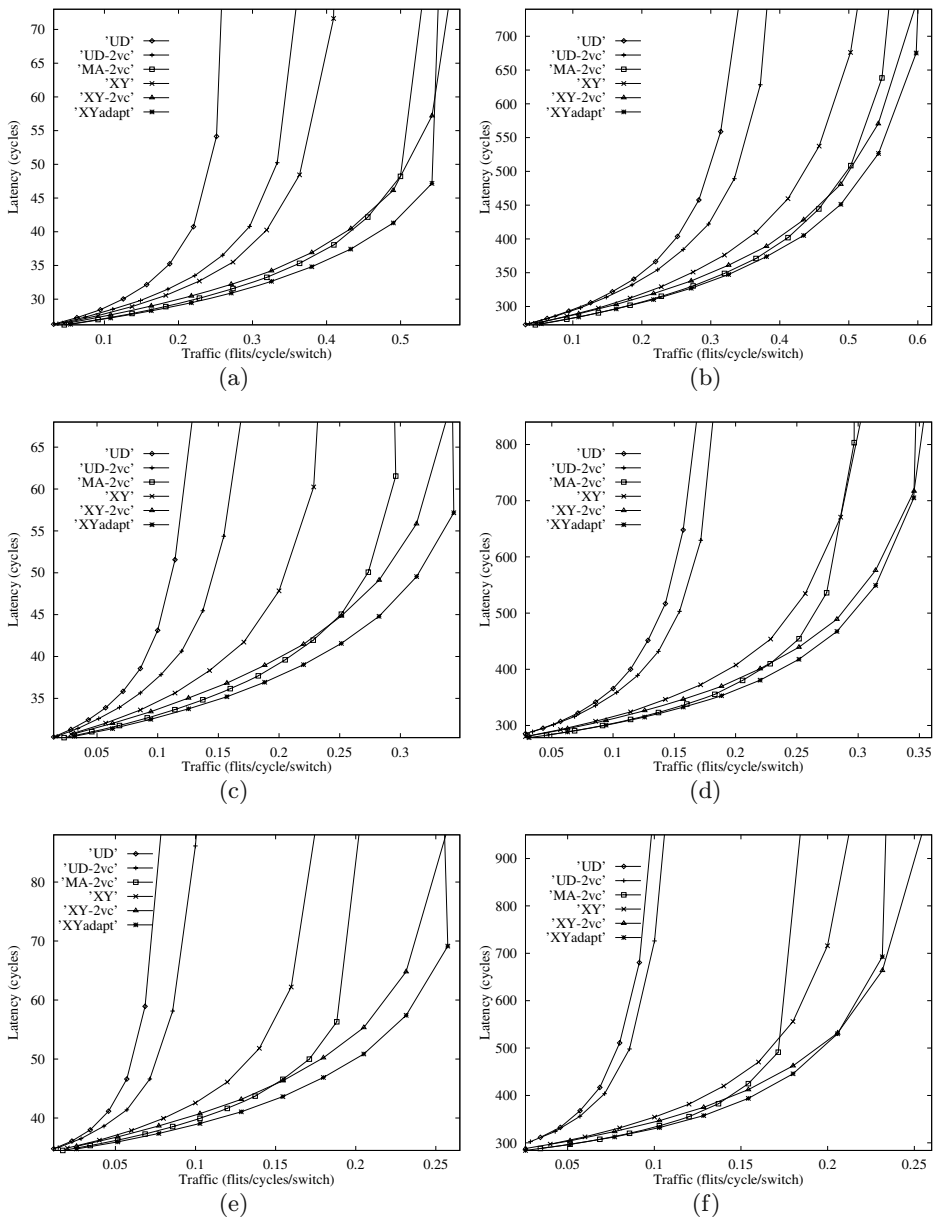 70
65
60
55
50
45
40
35
30
Latency (cycles)
'UD'
'UD-2vc'
'MA-2vc'
'XY'
'XY-2vc'
'XYadapt'
0.1 0.2 0.3 0.4 0.5
Traffic (flits/cycle/switch)
(a)
700
650
600
550
500
450
400
350
300
Latency (cycles)
'UD'
'UD-2vc'
'MA-2vc'
'XY'
'XY-2vc'
'XYadapt'
0.1 0.2 0.3 0.4 0.5 0.6
Traffic (flits/cycle/switch)
(b)
65
60
55
50
45
40
35
Latency (cycles)
'UD'
'UD-2vc'
'MA-2vc'
'XY'
'XY-2vc'
'XYadapt'
0.05 0.1 0.15 0.2 0.25 0.3
Traffic (flits/cycle/switch)
(c)
800
700
600
500
400
300
Latency (cycles)
'UD'
'UD-2vc'
'MA-2vc'
'XY'
'XY-2vc'
'XYadapt'
0.05 0.1 0.15 0.2 0.25 0.3 0.35
Traffic (flits/cycle/switch)
(d)
80
70
60
50
40
Latency (cycles)
'UD'
'UD-2vc'
'MA-2vc'
'XY'
'XY-2vc'
'XYadapt'
0.05 0.1 0.15 0.2 0.25
Traffic (flits/cycle/switch)
(e)
900
800
700
600
500
400
300
Latency (cycles)
'UD'
'UD-2vc'
'MA-2vc'
'XY'
'XY-2vc'
'XYadapt'
0.05 0.1 0.15 0.2 0.25
Traffic (flits/cycle/switch)
(f)